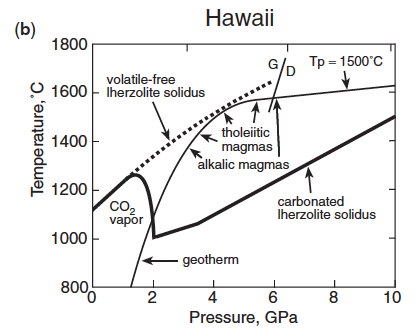 Hawaii
(b)
1800
1600
1400
1200
1000
800
Temperature,°C
volatile-free
lherzolite solidus
G
D
Tp = 1500°C
tholeiitic
magmas
alkalic magmas
CO2
vapor
carbonated
lherzolite solidus
geotherm
0
2
4
6
8
10
Pressure, GPa